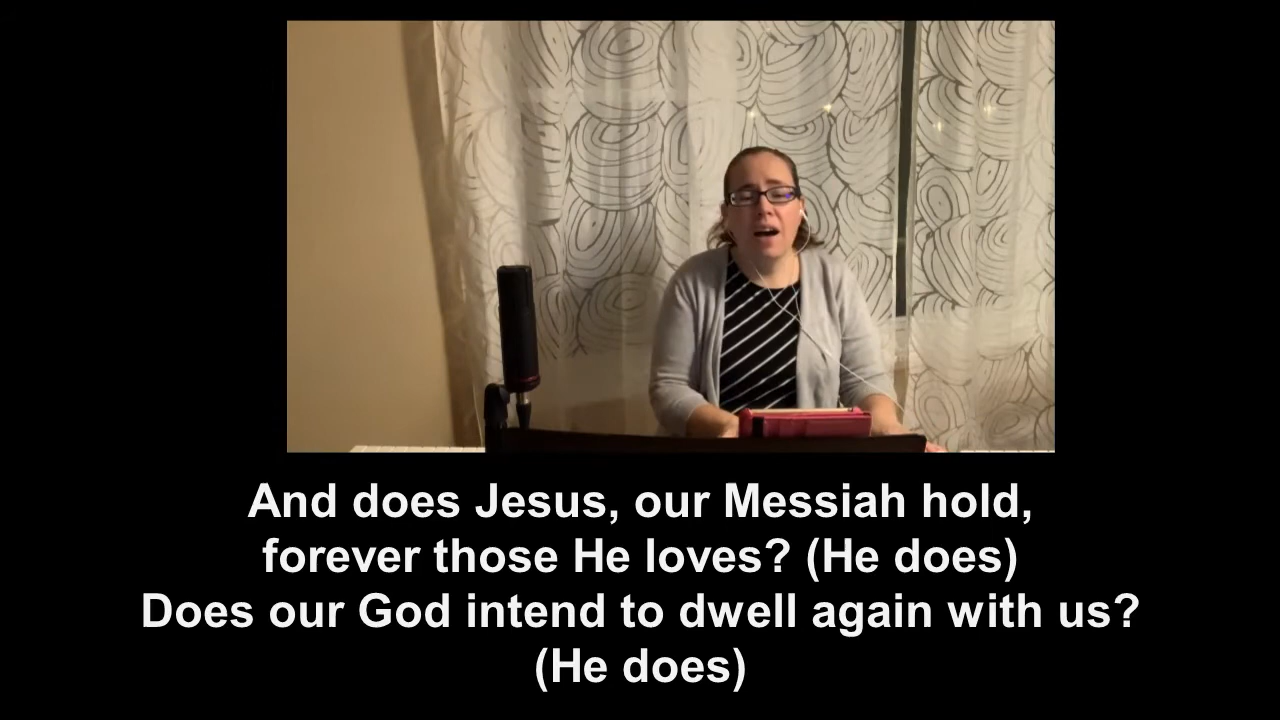 And does Jesus, our Messiah hold,
forever those He loves? (He does)
Does our God intend to dwell again with us?
(He does)